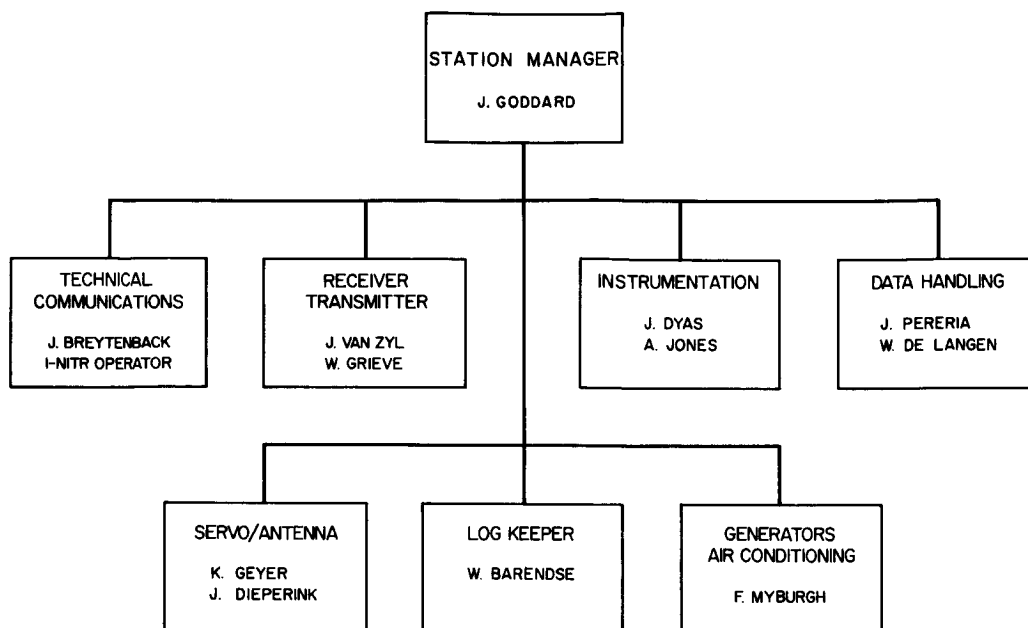 STATION MANAGER
J. GODDARD
TECHNICAL
COMMUNICATIONS
J. BREYTENBACK
I-NITR OPERATOR
RECEIVER
TRANSMITTER
J. VAN ZYL
W. GRIEVE
INSTRUMENTATION
J. DYAS
A. JONES
DATA HANDLING
J. PERERIA
W. DE LANGEN
SERVO/ANTENNA
K. GEYER
J. DIEPERINK
LOG KEEPER
W. BARENDSE
GENERATORS
AIR CONDITIONING
F. MYBURGH